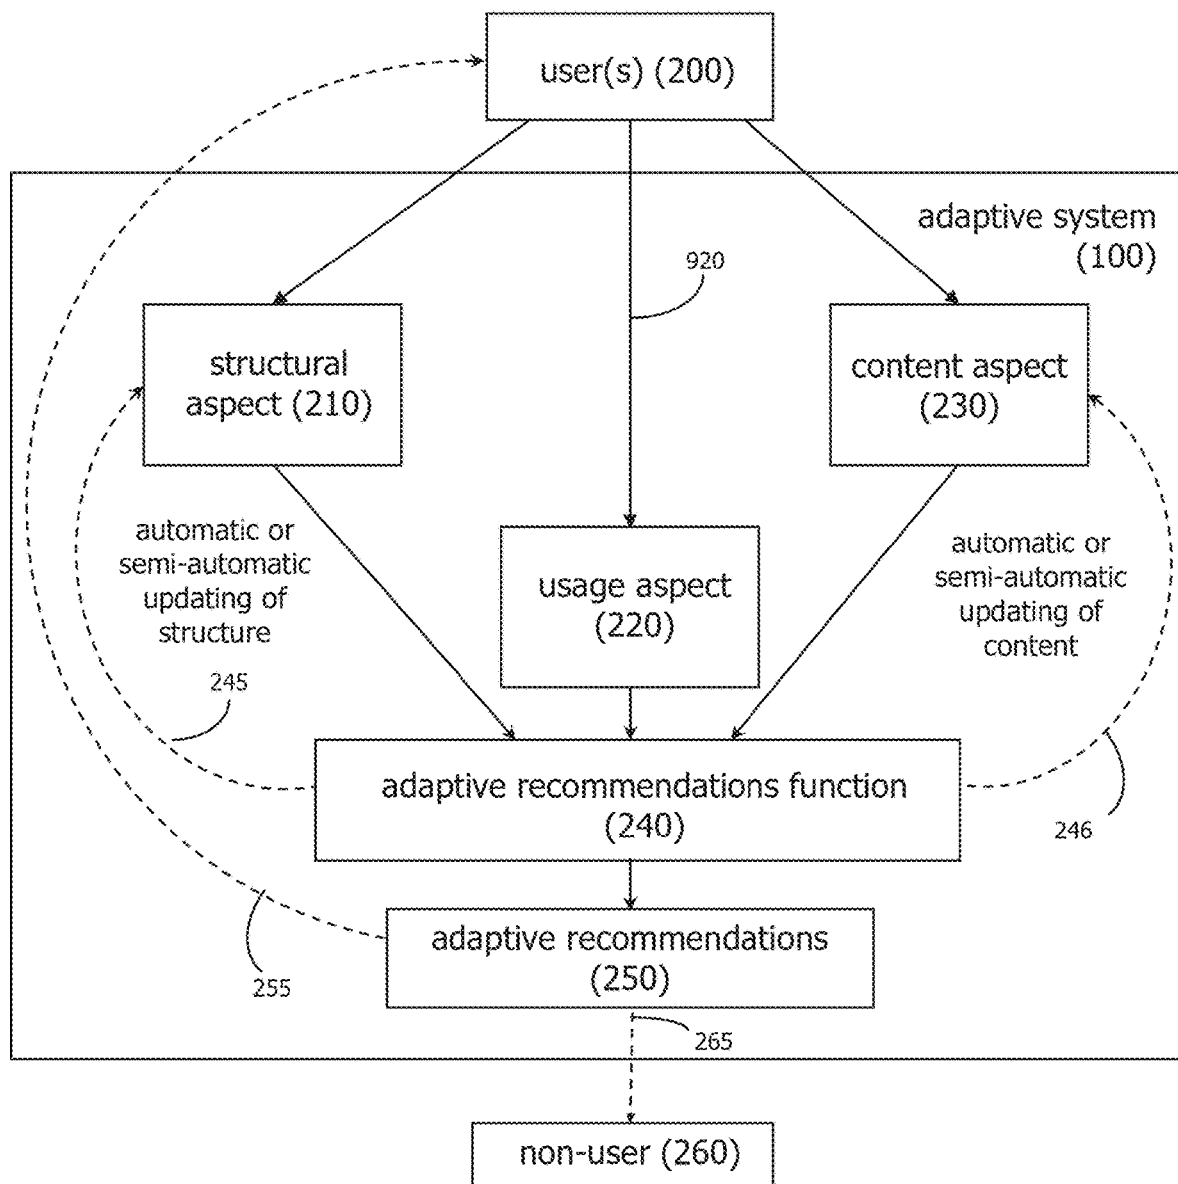 user(s) (200)
adaptive system
(100)
920
structural
aspect (210)
content aspect
(230)
automatic or
semi-automatic
updating of
structure
usage aspect
(220)
automatic or
semi-automatic
updating of
content
245
adaptive recommendations function
(240)
246
adaptive recommendations
(250)
255
265
non-user (260)